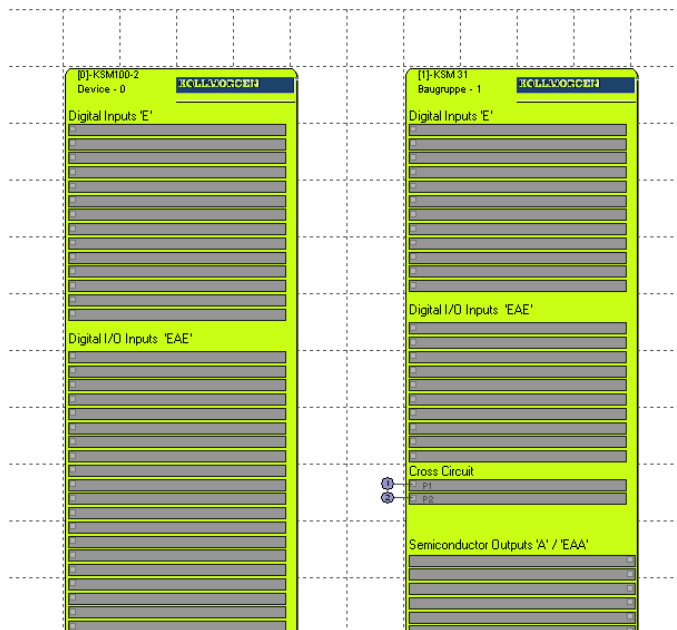 [0]-KSM100-2
Device - 0
KOLLMORGEN
Digital Inputs 'E'
Digital I/O Inputs 'EAE'
[1]-KSM 31
Baugruppe - 1
KOLLMORGEN
Digital Inputs 'E'
Digital I/O Inputs 'EAE'
Cross Circuit
1 P1
2 P2
Semiconductor Outputs 'A' / 'EAA'